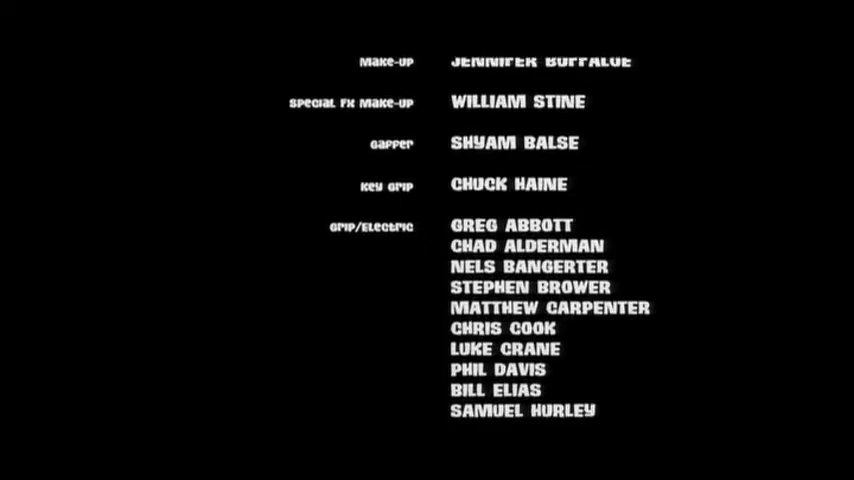 Make-up JENNIFER BUFFALOE
Special FX Make-up WILLIAM STINE
Gaffer SHYAM BALSE
Key Grip CHUCK HAINE
Grip/Electric GREG ABBOTT
CHAD ALDERMAN
NELS BANGERTER
STEPHEN BROWER
MATTHEW CARPENTER
CHRIS COOK
LUKE CRANE
PHIL DAVIS
BILL ELIAS
SAMUEL HURLEY